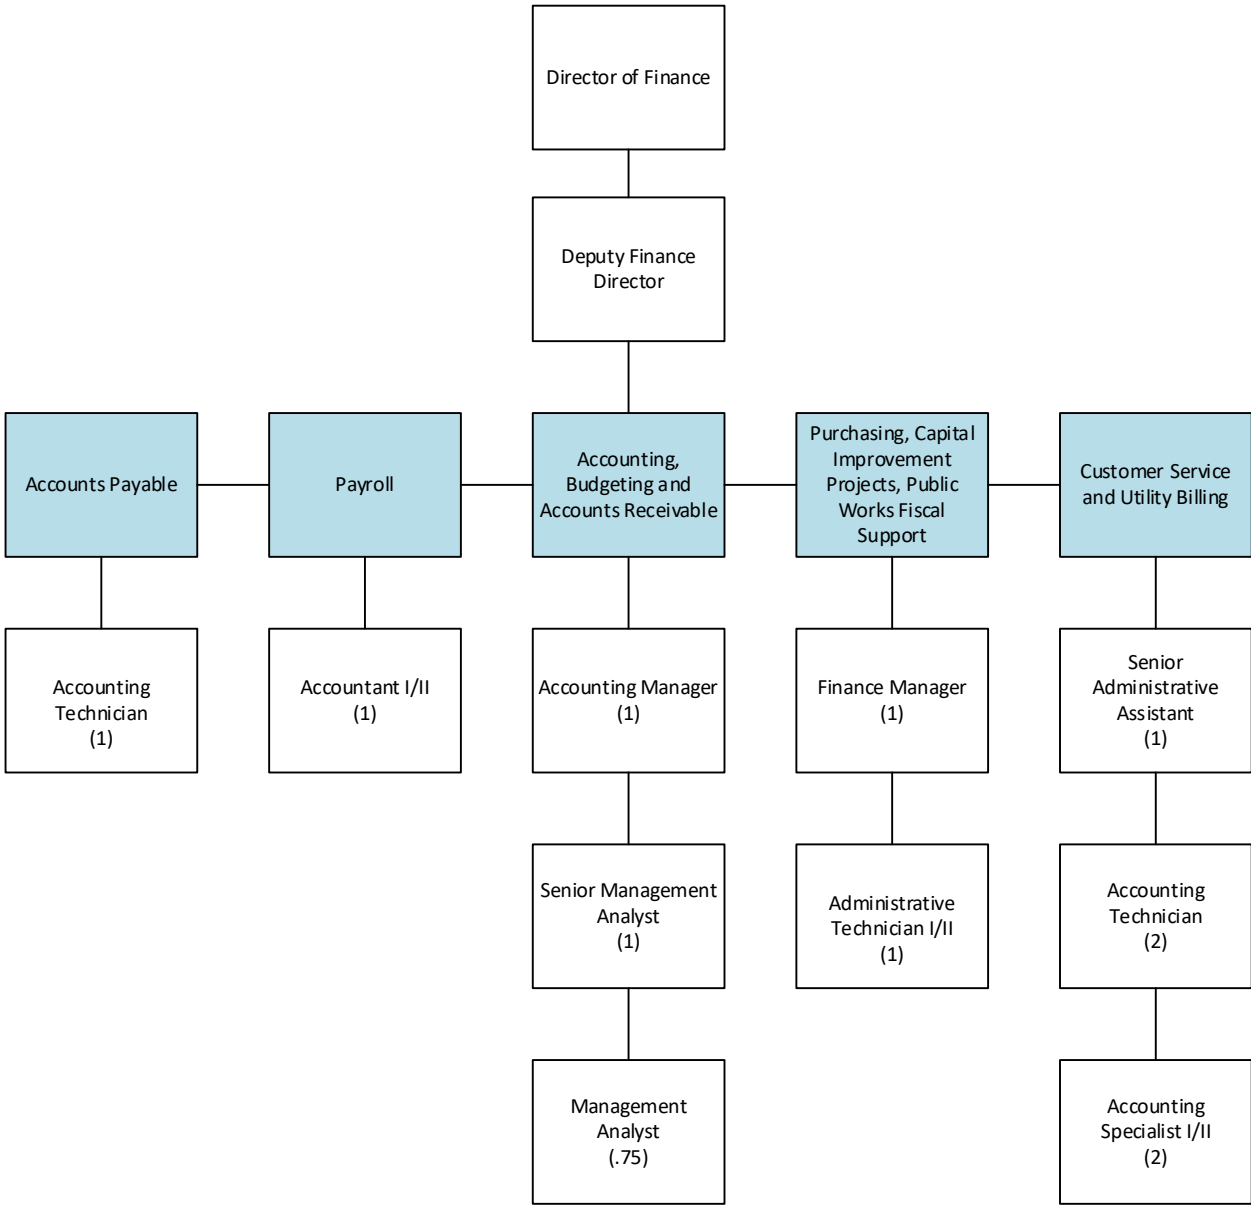 Director of Finance
Deputy Finance
Director
Accounts Payable
Payroll
Accounting,
Budgeting and
Accounts Receivable
Purchasing, Capital
Improvement
Projects, Public
Works Fiscal
Support
Customer Service
and Utility Billing
Accounting
Technician
(1)
Accountant I/II
(1)
Accounting Manager
(1)
Finance Manager
(1)
Senior
Administrative
Assistant
(1)
Senior Management
Analyst
(1)
Administrative
Technician I/II
(1)
Accounting
Technician
(2)
Management
Analyst
(.75)
Accounting
Specialist I/II
(2)